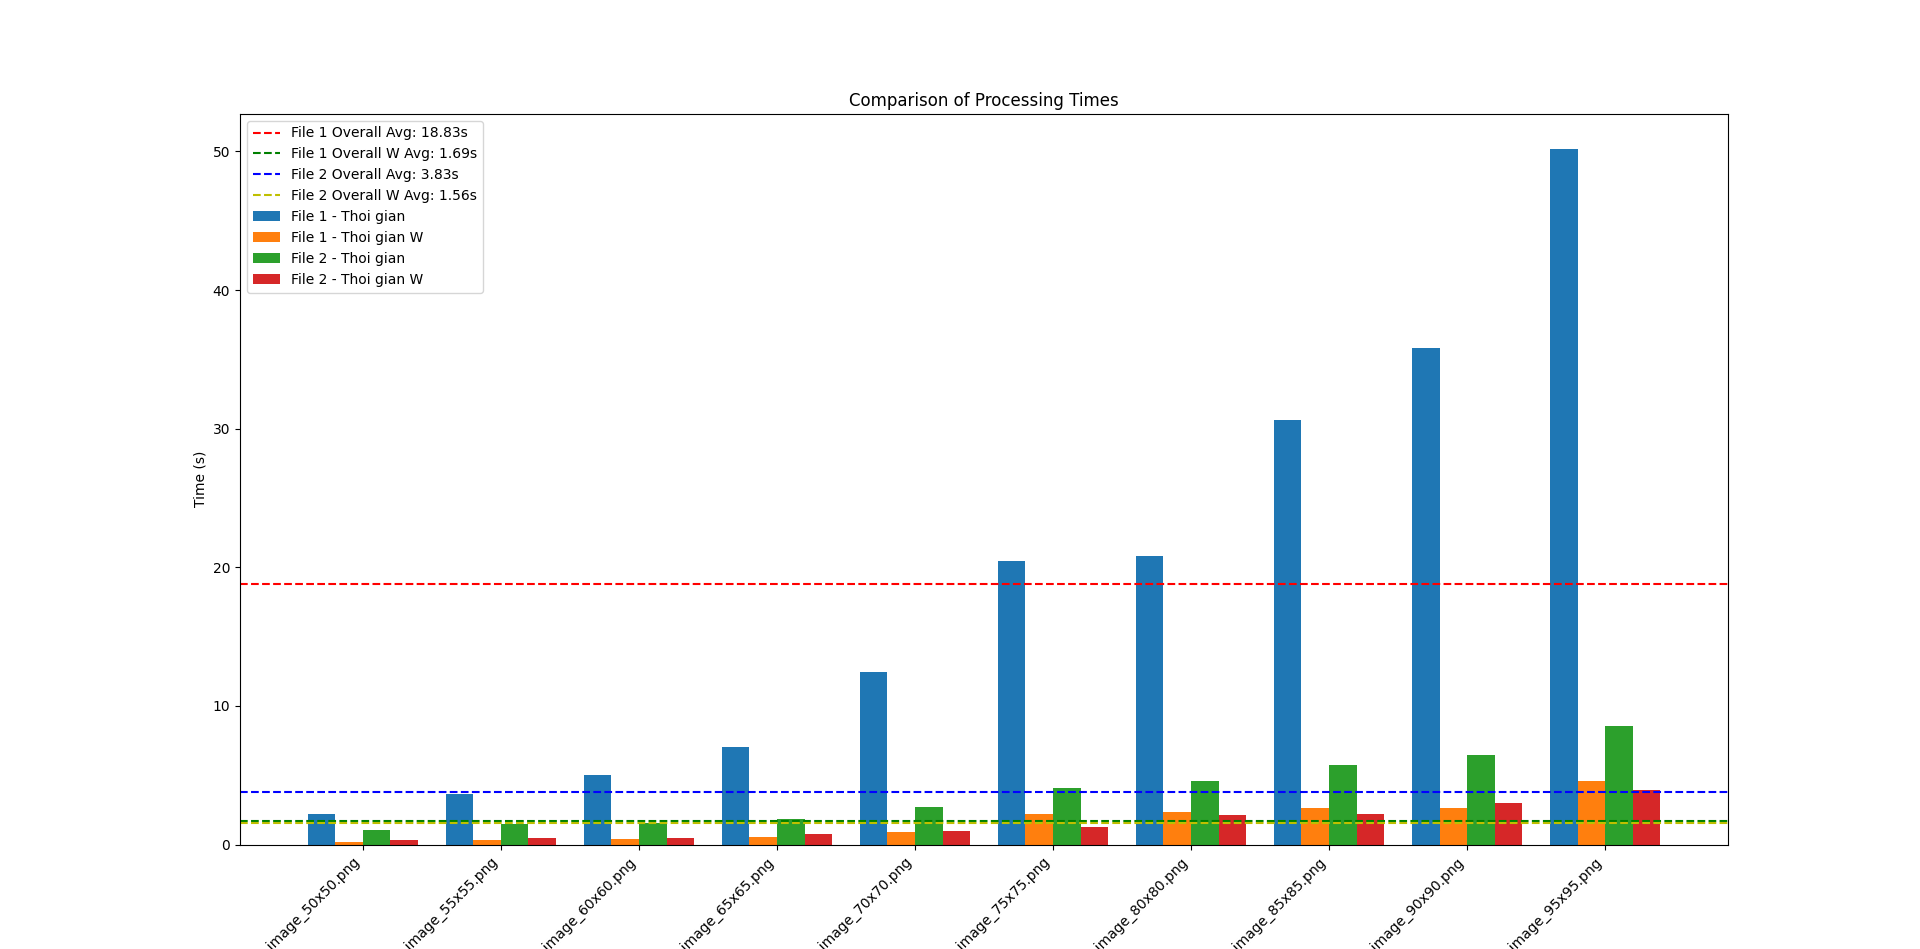 Comparison of Processing Times
File 1 Overall Avg: 18.83s
File 1 Overall W Avg: 1.69s
File 2 Overall Avg: 3.83s
File 2 Overall W Avg: 1.56s
File 1 - Thoi gian
File 1 - Thoi gian W
File 2 - Thoi gian
File 2 - Thoi gian W
Time (s)
50
40
30
20
10
0
image_50x50.png
image_55x55.png
image_60x60.png
image_65x65.png
image_70x70.png
image_75x75.png
image_80x80.png
image_85x85.png
image_90x90.png
image_95x95.png